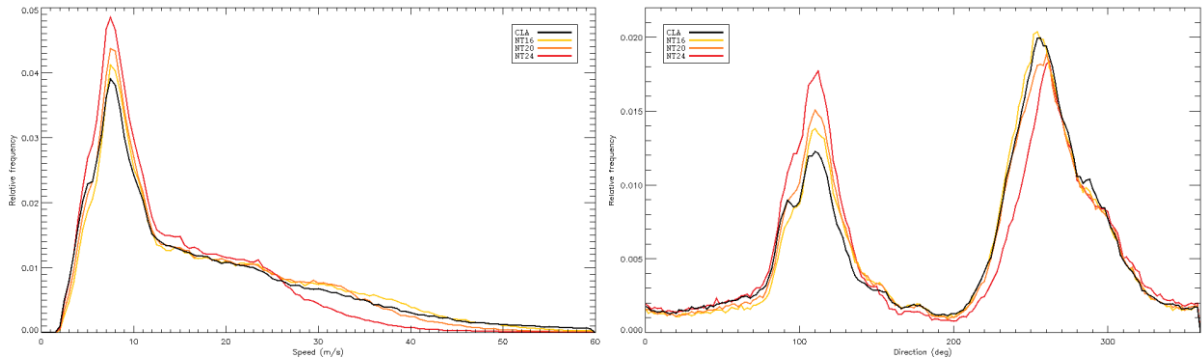 0.05
0.04
0.03
0.02
0.01
0.00
Relative frequency
0 10 20 30 40 50 60
Speed (m/s)
CLA
NT16
NT20
NT24
0.020
0.015
0.010
0.005
0.000
Relative frequency
0 100 200 300
Direction (deg)
CLA
NT16
NT20
NT24